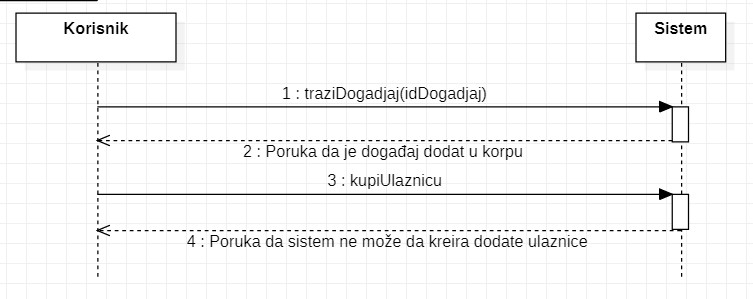 Korisnik
Sistem
1 : traziDogadjaj(idDogadjaj)
2 : Poruka da je događaj dodat u korpu
3 : kupiUlaznicu
4 : Poruka da sistem ne može da kreira dodate ulaznice